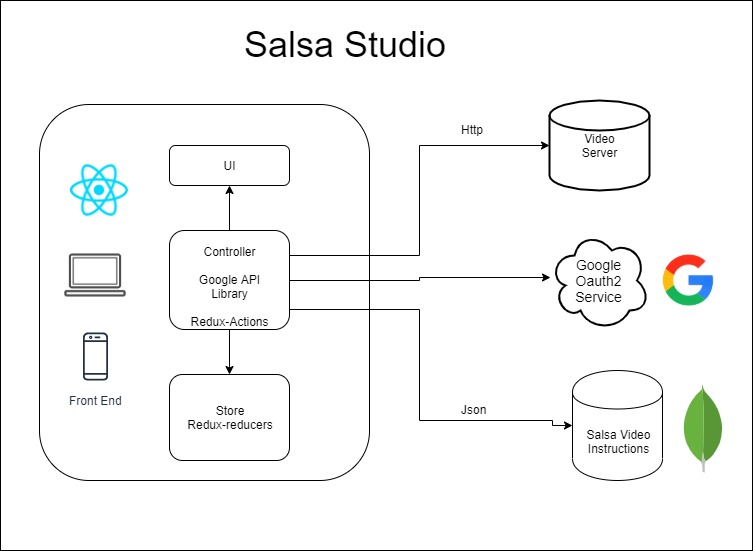 Salsa Studio
Http
Video
Server
UI
Controller
Google API
Library
Redux-Actions
Google
Oauth2
Service
Front End
Store
Redux-reducers
Json
Salsa Video
Instructions